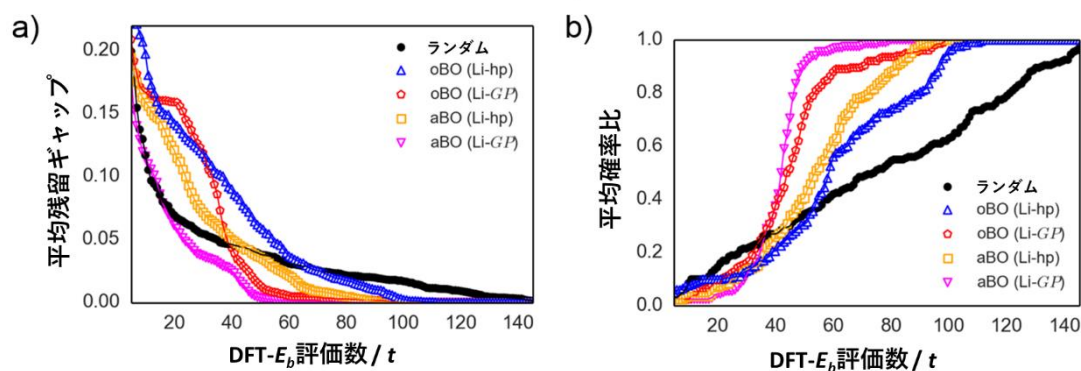 a)
0.20
0.15
0.10
0.05
0.00
平均残留ギャップ
ランダム
oBO (Li-hp)
oBO (Li-GP)
aBO (Li-hp)
aBO (Li-GP)
20 40 60 80 100 120 140
DFT-E_b評価数 / t
b)
1.0
0.8
0.6
0.4
0.2
0.0
平均確率比
ランダム
oBO (Li-hp)
oBO (Li-GP)
aBO (Li-hp)
aBO (Li-GP)
20 40 60 80 100 120 140
DFT-E_b評価数 / t